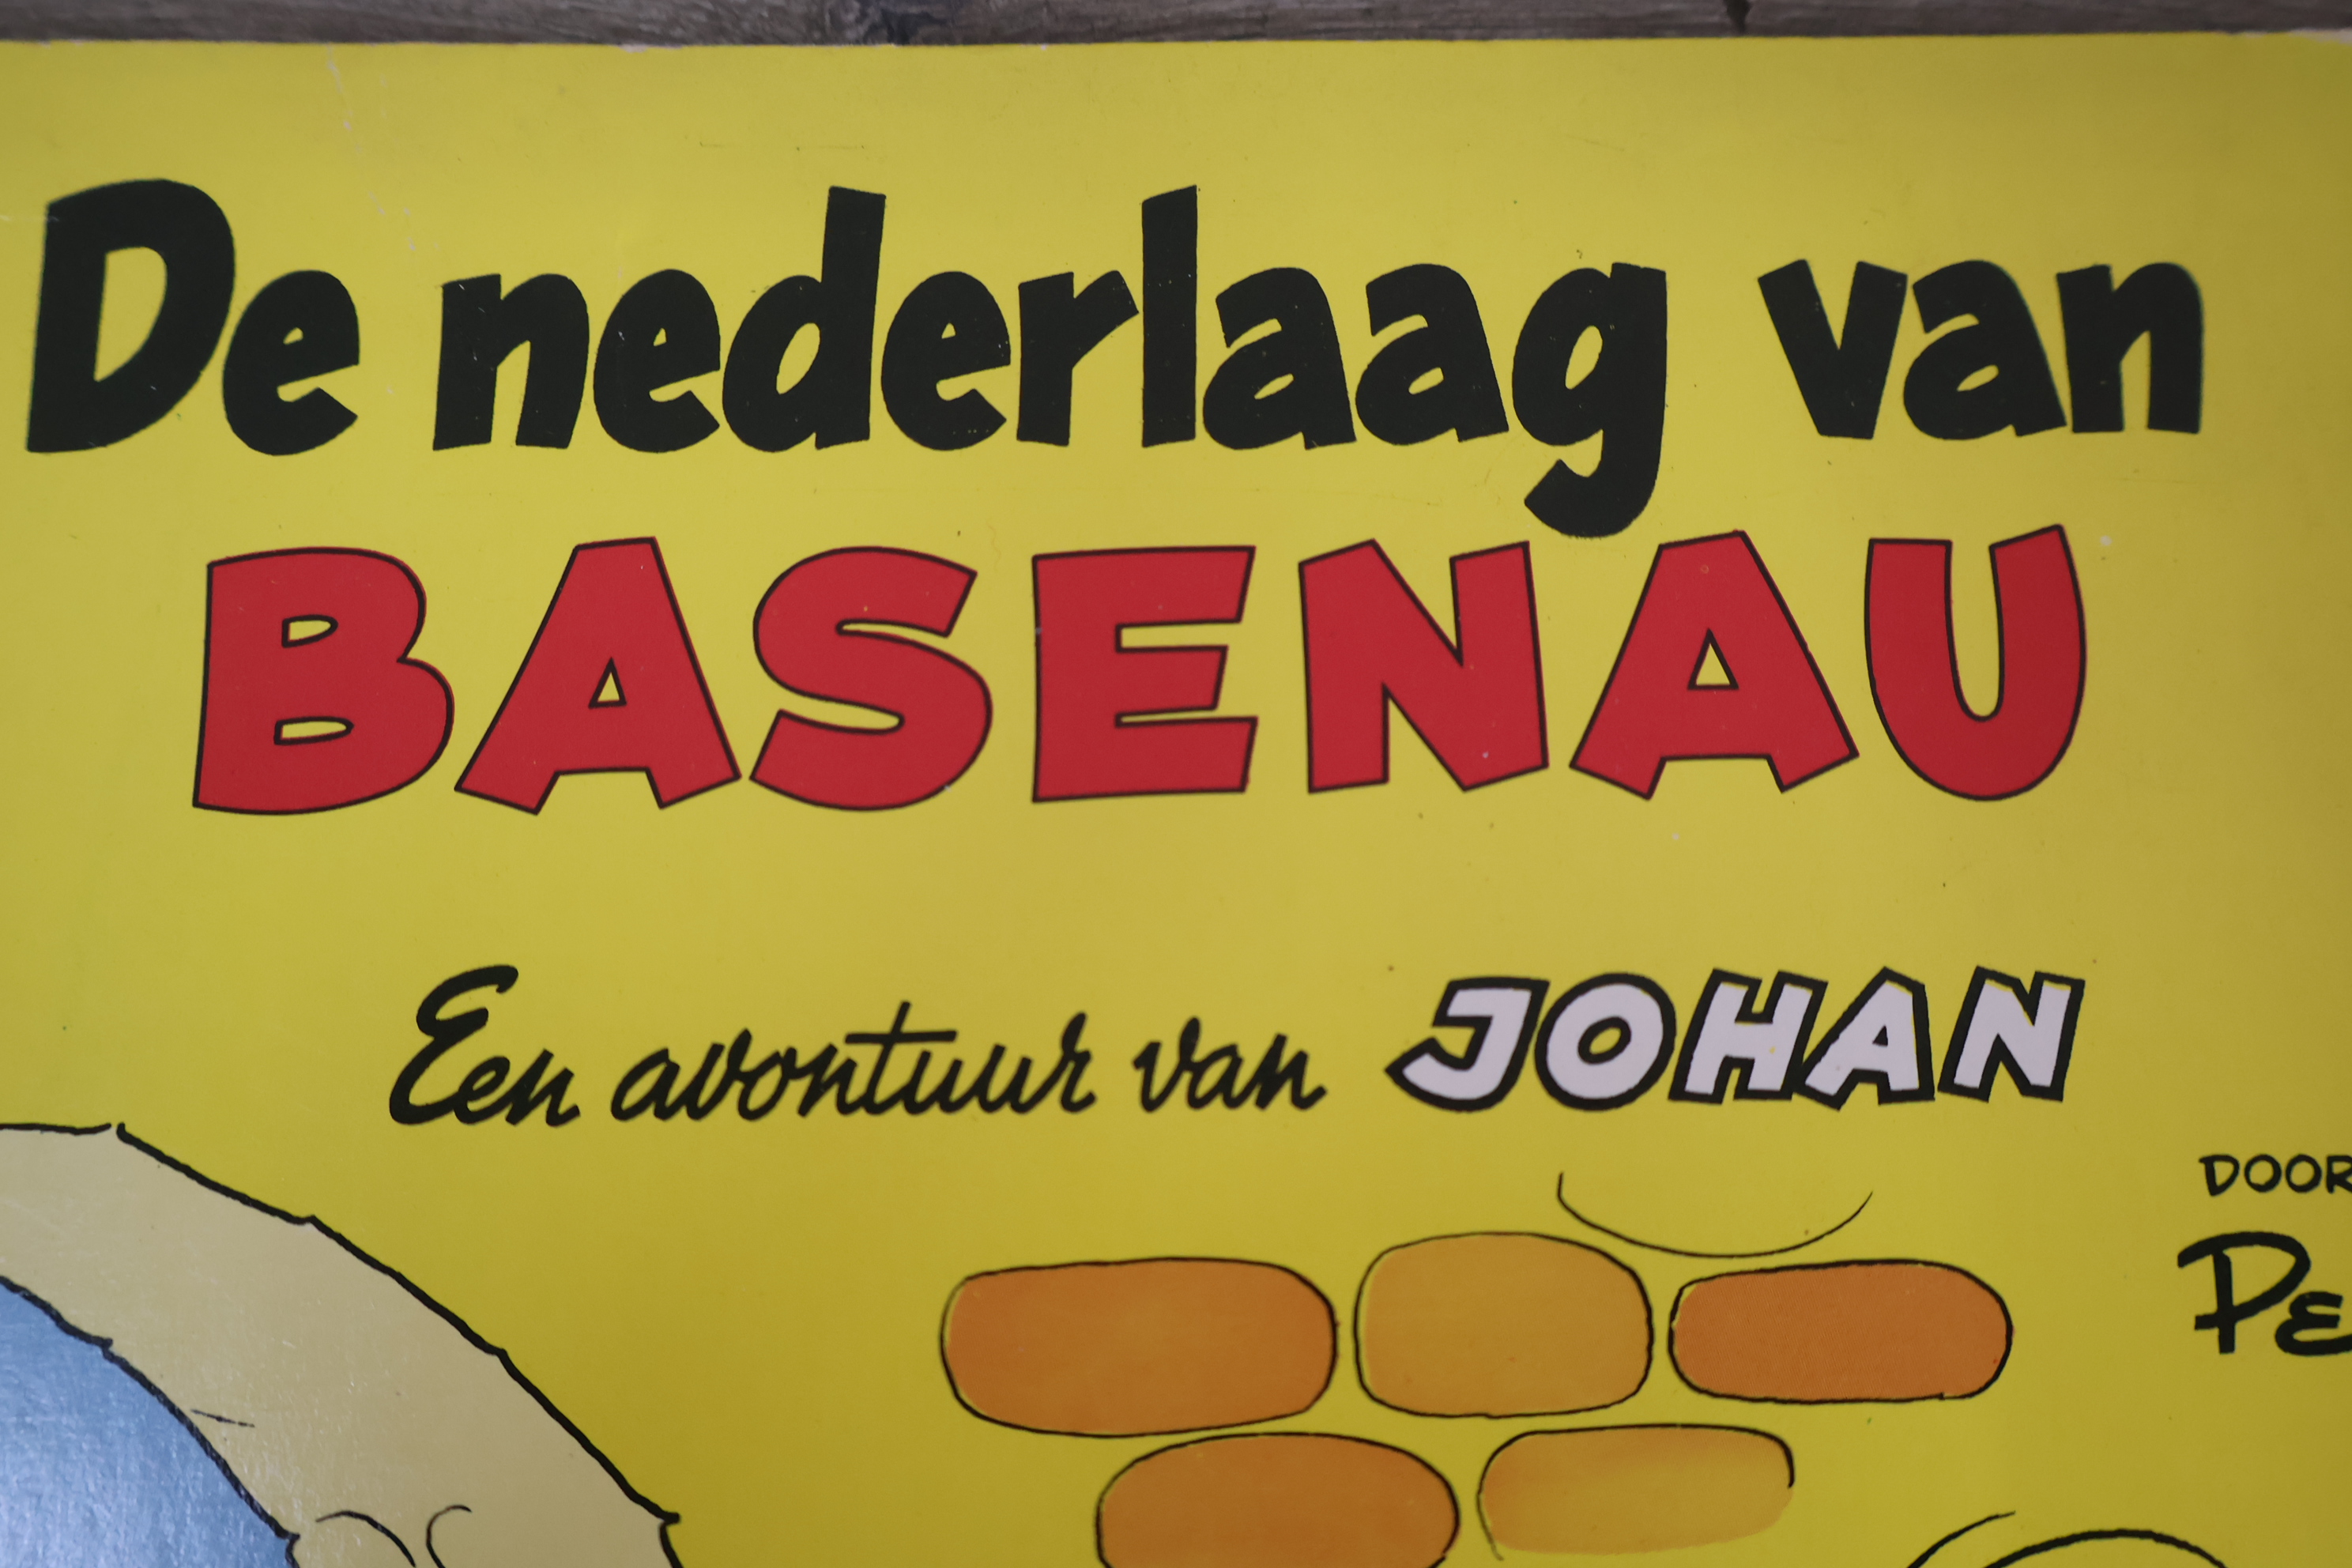 De nederlaag van
BASENAU
Een avontuur van JOHAN
DOOR